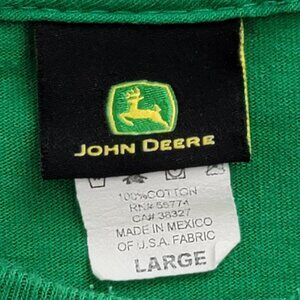 JOHN DEERE
100% COTTON
RN# 55774
CA# 38327
MADE IN MEXICO
OF U.S.A. FABRIC
LARGE